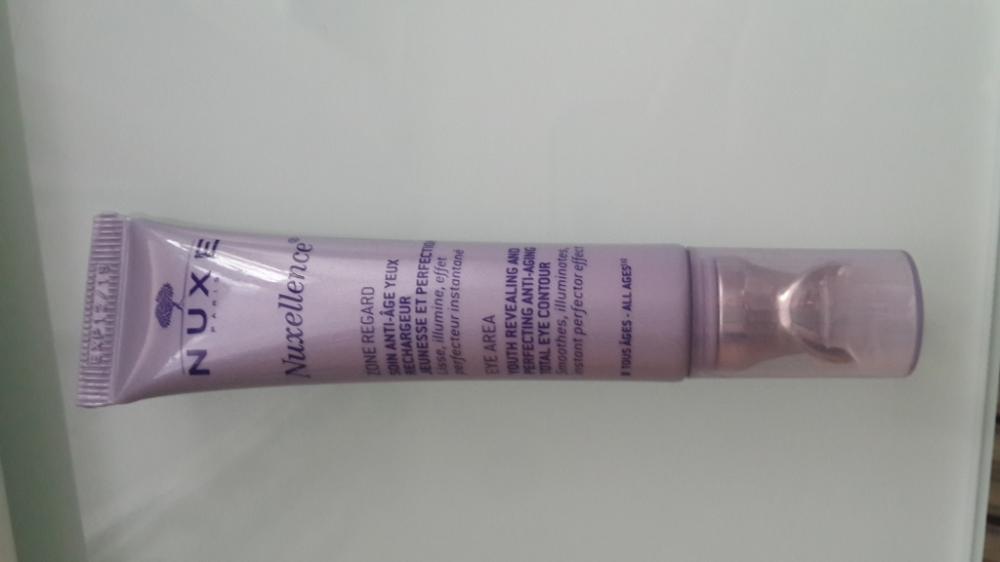 NUXE
PARIS
Nuxellence®
ZONE REGARD
SOIN ANTI-ÂGE YEUX
RECHARGEUR
JEUNESSE ET PERFECTION
Lisse, illumine, effet
perfecteur instantané
EYE AREA
YOUTH REVEALING AND
PERFECTING ANTI-AGING
TOTAL EYE CONTOUR
Smoothes, illuminates,
instant perfector effect
TOUS ÂGES - ALL AGES